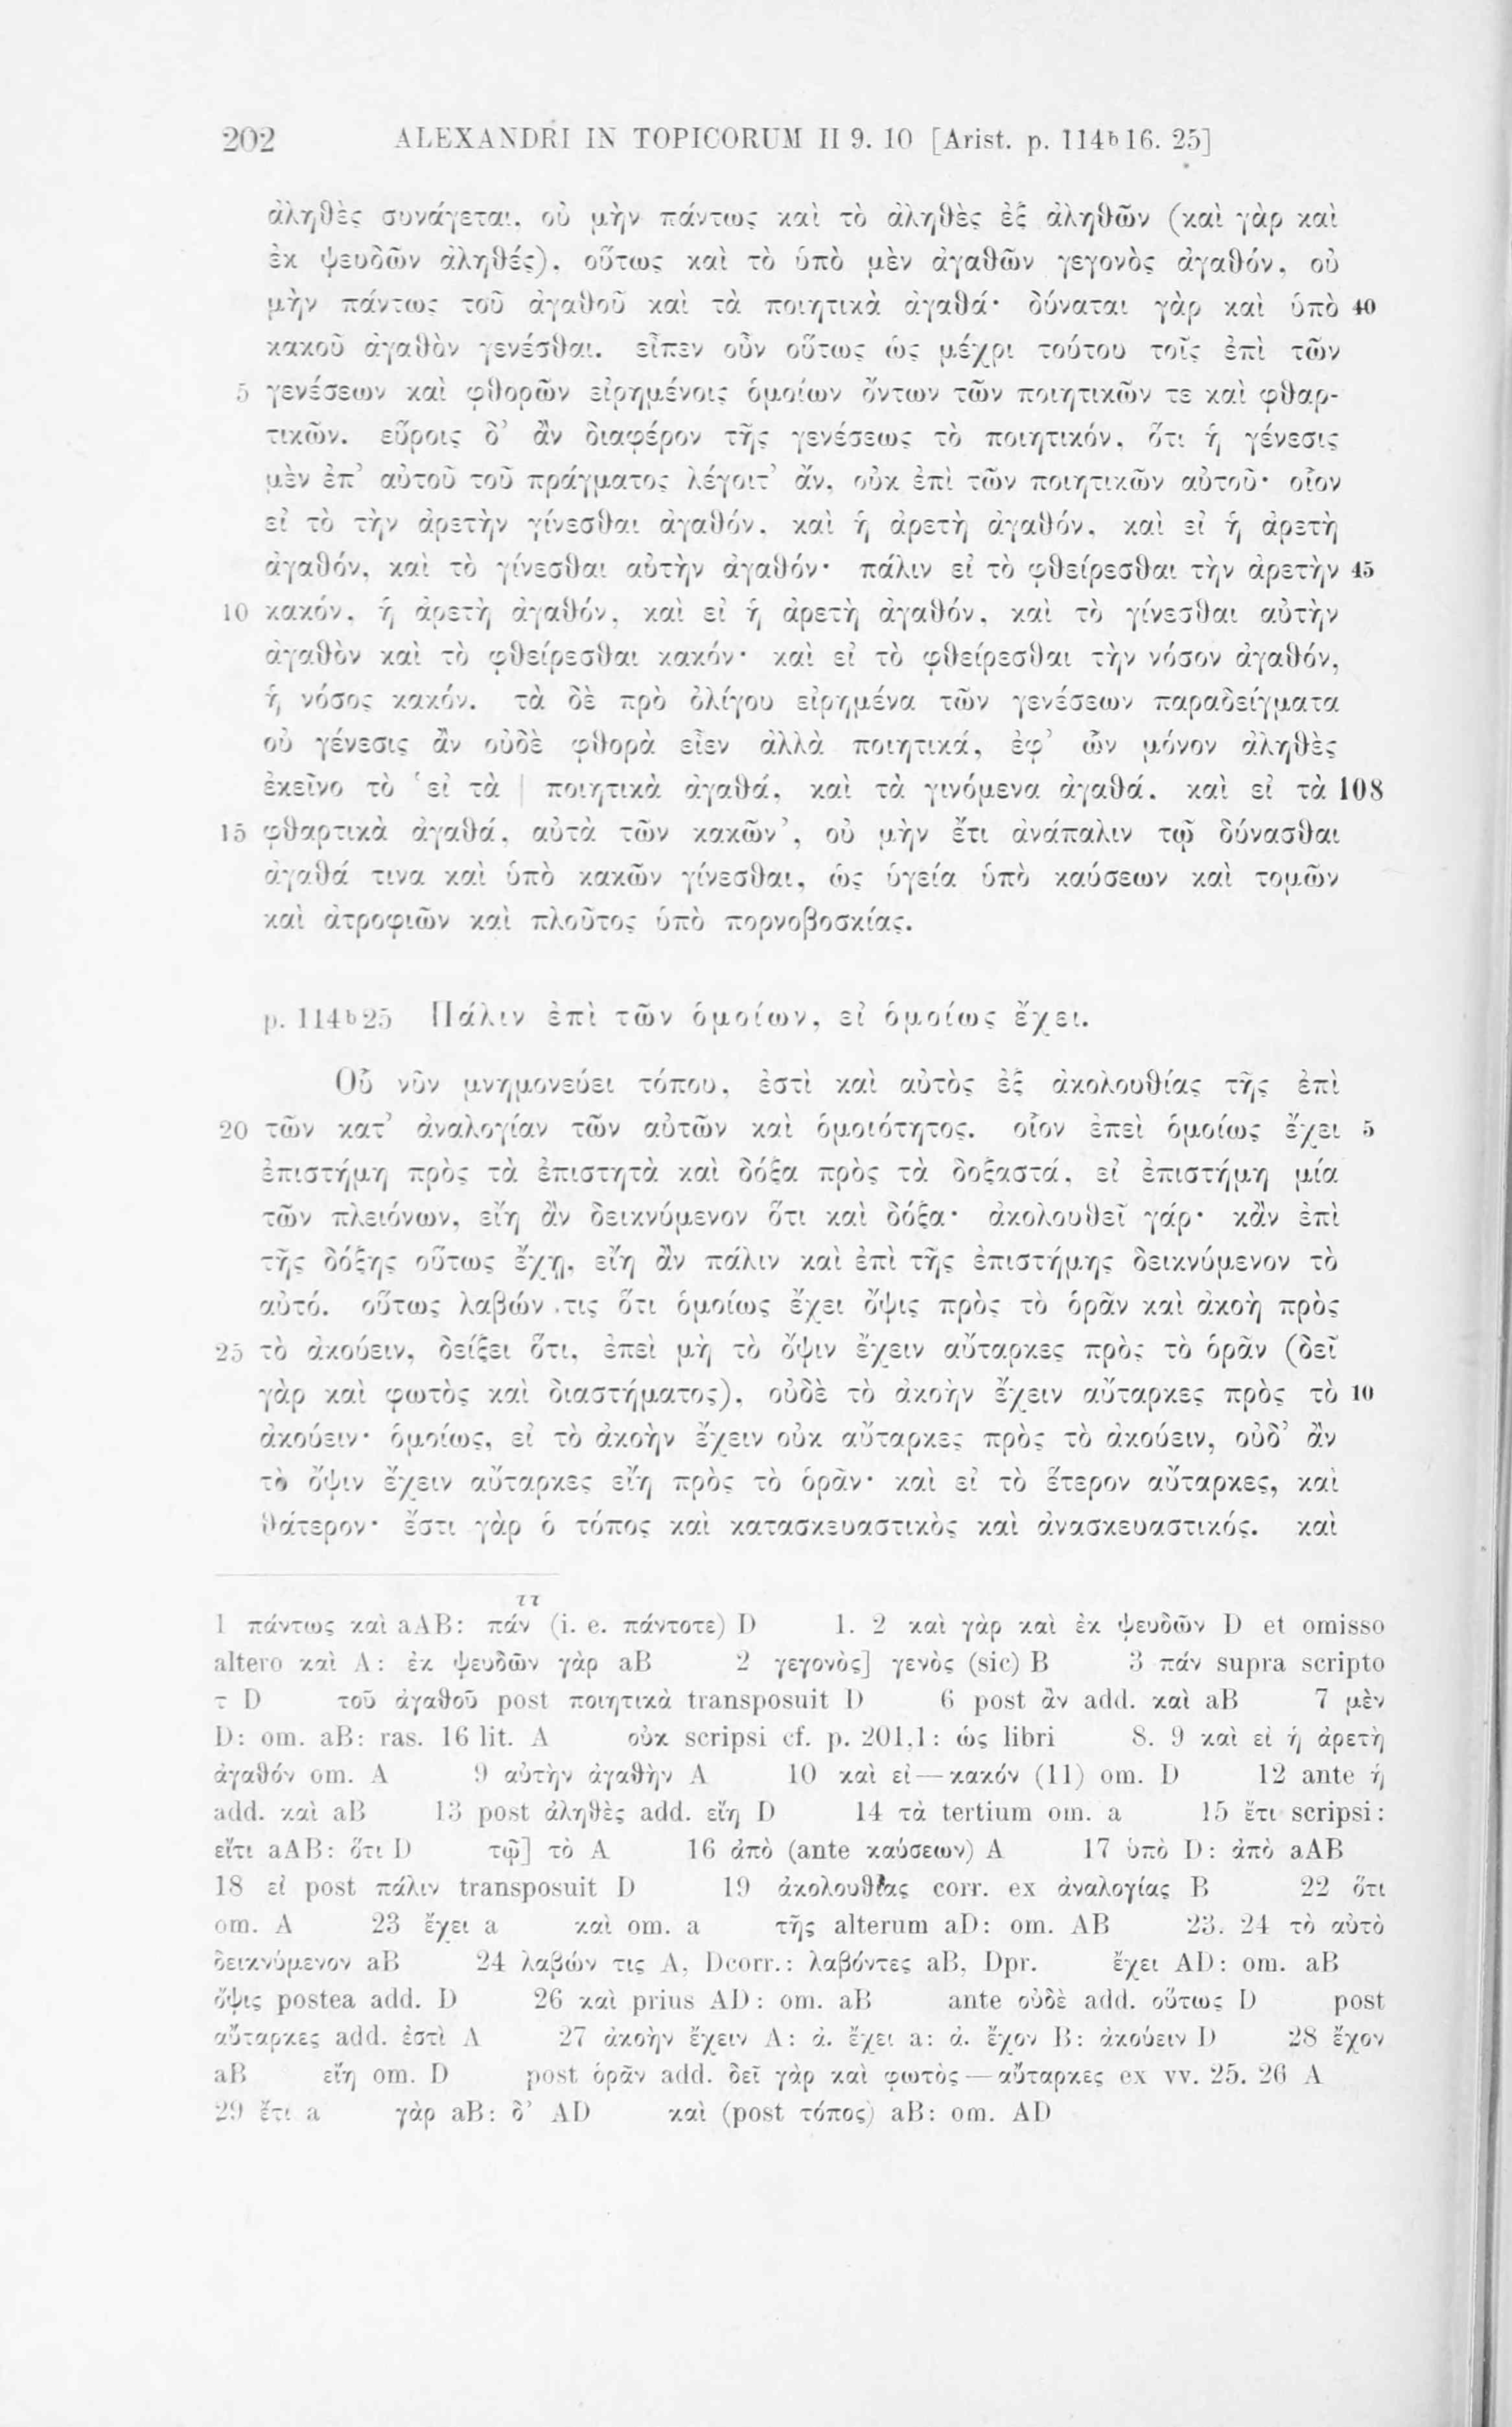 202 ALEXANDRI IN TOPICORUM II 9. 10 [Arist. p. 114ᵇ16. 25]
ἀληθὲς συνάγεται, οὐ μὴν πάντως καὶ τὸ ἀληθὲς ἐξ ἀληθῶν (καὶ γὰρ καὶ
ἐκ ψευδῶν ἀληθές), οὕτως καὶ τὸ ὑπὸ μὲν ἀγαθῶν γεγονὸς ἀγαθόν, οὐ
μὴν πάντως τοῦ ἀγαθοῦ καὶ τὰ ποιητικὰ ἀγαθά· δύναται γὰρ καὶ ὑπὸ 40
κακοῦ ἀγαθὸν γενέσθαι. εἶπεν οὖν οὕτως ὡς μέχρι τούτου τοῖς ἐπὶ τῶν
5 γενέσεων καὶ φθορῶν εἰρημένοις ὁμοίων ὄντων τῶν ποιητικῶν τε καὶ φθαρ-
τικῶν. εὕροις δ’ ἂν διαφέρον τῆς γενέσεως τὸ ποιητικόν, ὅτι ἡ γένεσις
μὲν ἐπ’ αὐτοῦ τοῦ πράγματος λέγοιτ’ ἄν, οὐκ ἐπὶ τῶν ποιητικῶν αὐτοῦ· οἷον
εἰ τὸ τὴν ἀρετὴν γίνεσθαι ἀγαθόν, καὶ ἡ ἀρετὴ ἀγαθόν, καὶ εἰ ἡ ἀρετὴ
ἀγαθόν, καὶ τὸ γίνεσθαι αὐτὴν ἀγαθόν· πάλιν εἰ τὸ φθείρεσθαι τὴν ἀρετὴν 45
10 κακόν, ἡ ἀρετὴ ἀγαθόν, καὶ εἰ ἡ ἀρετὴ ἀγαθόν, καὶ τὸ γίνεσθαι αὐτὴν
ἀγαθὸν καὶ τὸ φθείρεσθαι κακόν· καὶ εἰ τὸ φθείρεσθαι τὴν νόσον ἀγαθόν,
ἡ νόσος κακόν. τὰ δὲ πρὸ ὀλίγου εἰρημένα τῶν γενέσεων παραδείγματα
οὐ γένεσις ἂν οὐδὲ φθορὰ εἶεν ἀλλὰ ποιητικά, ἐφ’ ὧν μόνον ἀληθὲς
ἐκεῖνο τὸ ‘εἰ τὰ | ποιητικὰ ἀγαθά, καὶ τὰ γινόμενα ἀγαθά, καὶ εἰ τὰ 108
15 φθαρτικὰ ἀγαθά, αὐτὰ τῶν κακῶν’, οὐ μὴν ἔτι ἀνάπαλιν τῷ δύνασθαι
ἀγαθά τινα καὶ ὑπὸ κακῶν γίνεσθαι, ὡς ὑγεία ὑπὸ καύσεων καὶ τομῶν
καὶ ἀτροφιῶν καὶ πλοῦτος ὑπὸ πορνοβοσκίας.
p. 114ᵇ25 Πάλιν ἐπὶ τῶν ὁμοίων, εἰ ὁμοίως ἔχει.
Οὗ νῦν μνημονεύει τόπου, ἐστὶ καὶ αὐτὸς ἐξ ἀκολουθίας τῆς ἐπὶ
20 τῶν κατ’ ἀναλογίαν τῶν αὐτῶν καὶ ὁμοιότητος. οἷον ἐπεὶ ὁμοίως ἔχει 5
ἐπιστήμη πρὸς τὰ ἐπιστητὰ καὶ δόξα πρὸς τὰ δοξαστά, εἰ ἐπιστήμη μία
τῶν πλειόνων, εἴη ἂν δεικνύμενον ὅτι καὶ δόξα· ἀκολουθεῖ γάρ· κἂν ἐπὶ
τῆς δόξης οὕτως ἔχῃ, εἴη ἂν πάλιν καὶ ἐπὶ τῆς ἐπιστήμης δεικνύμενον τὸ
αὐτό. οὕτως λαβών τις ὅτι ὁμοίως ἔχει ὄψις πρὸς τὸ ὁρᾶν καὶ ἀκοὴ πρὸς
25 τὸ ἀκούειν, δείξει ὅτι, ἐπεὶ μὴ τὸ ὄψιν ἔχειν αὔταρκες πρὸς τὸ ὁρᾶν (δεῖ
γὰρ καὶ φωτὸς καὶ διαστήματος), οὐδὲ τὸ ἀκοὴν ἔχειν αὔταρκες πρὸς τὸ 10
ἀκούειν· ὁμοίως, εἰ τὸ ἀκοὴν ἔχειν οὐκ αὔταρκες πρὸς τὸ ἀκούειν, οὐδ’ ἂν
τὸ ὄψιν ἔχειν αὔταρκες εἴη πρὸς τὸ ὁρᾶν· καὶ εἰ τὸ ἕτερον αὔταρκες, καὶ
θάτερον· ἔστι γὰρ ὁ τόπος καὶ κατασκευαστικὸς καὶ ἀνασκευαστικός. καὶ
ττ
1 πάντως καὶ aAB: πάν (i. e. πάντοτε) D 1. 2 καὶ γὰρ καὶ ἐκ ψευδῶν D et omisso
altero καὶ A: ἐκ ψευδῶν γὰρ aB 2 γεγονὸς] γενὸς (sic) B 3 πάν supra scripto
τ D τοῦ ἀγαθοῦ post ποιητικὰ transposuit D 6 post ἂν add. καὶ aB 7 μὲν
D: om. aB: ras. 16 lit. A οὐκ scripsi cf. p. 201,1: ὡς libri 8. 9 καὶ εἰ ἡ ἀρετὴ
ἀγαθόν om. A 9 αὐτὴν ἀγαθὴν A 10 καὶ εἰ — κακόν (11) om. D 12 ante ἡ
add. καὶ aB 13 post ἀληθὲς add. εἴη D 14 τὰ tertium om. a 15 ἔτι scripsi:
εἴτι aAB: ὅτι D τῷ] τὸ A 16 ἀπὸ (ante καύσεων) A 17 ὑπὸ D: ἀπὸ aAB
18 εἰ post πάλιν transposuit D 19 ἀκολουθίας corr. ex ἀναλογίας B 22 ὅτι
om. A 23 ἔχει a καὶ om. a τῆς alterum aD: om. AB 23. 24 τὸ αὐτὸ
δεικνύμενον aB 24 λαβών τις A, Dcorr.: λαβόντες aB, Dpr. ἔχει AD: om. aB
ὄψις postea add. D 26 καὶ prius AD: om. aB ante οὐδὲ add. οὕτως D post
αὔταρκες add. ἐστὶ A 27 ἀκοὴν ἔχειν A: ἀ. ἔχει a: ἀ. ἔχον B: ἀκούειν D 28 ἔχον
aB εἴη om. D post ὁρᾶν add. δεῖ γὰρ καὶ φωτὸς — αὔταρκες ex vv. 25. 26 A
29 ἔτι a γὰρ aB: δ’ AD καὶ (post τόπος) aB: om. AD